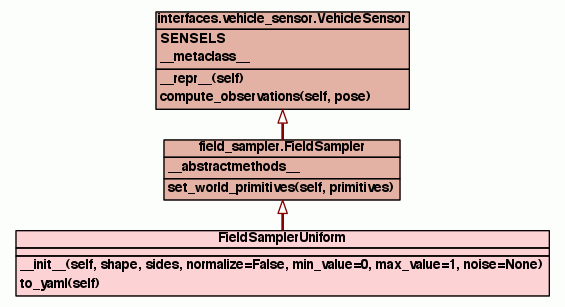 interfaces.vehicle_sensor.VehicleSensor
SENSELS
__metaclass__
__repr__(self)
compute_observations(self, pose)
field_sampler.FieldSampler
__abstractmethods__
set_world_primitives(self, primitives)
FieldSamplerUniform
__init__(self, shape, sides, normalize=False, min_value=0, max_value=1, noise=None)
to_yaml(self)